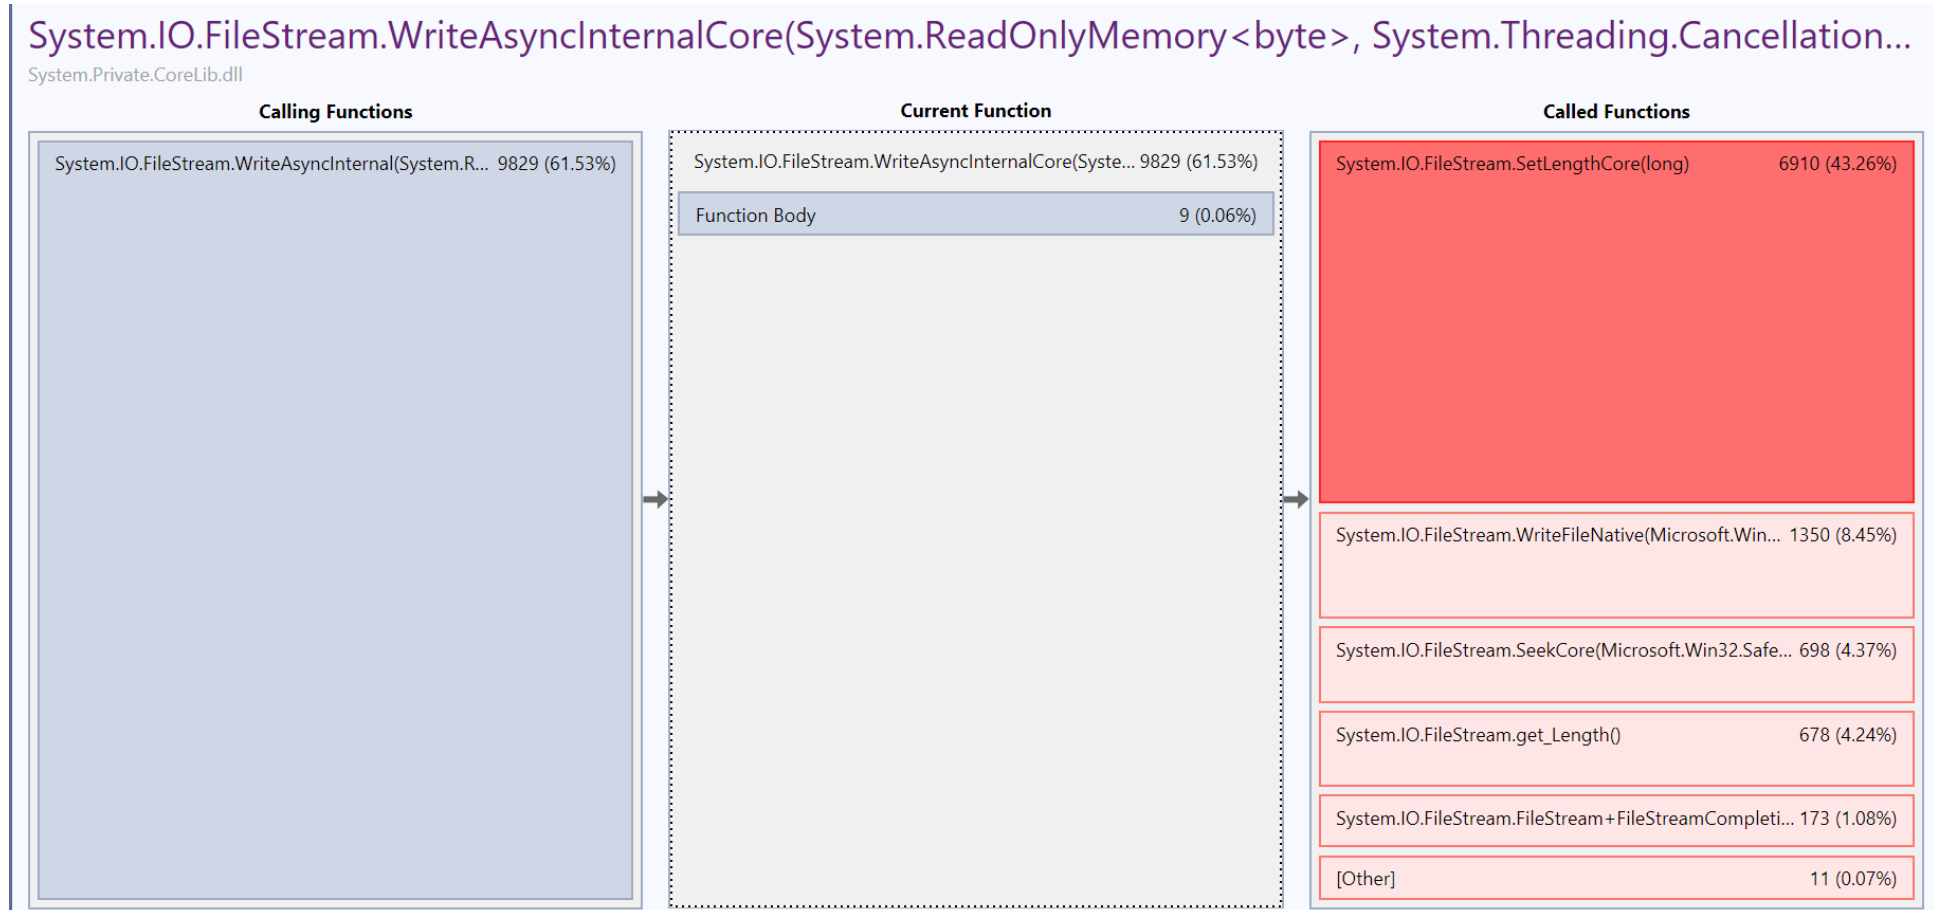 System.IO.FileStream.WriteAsyncInternalCore(System.ReadOnlyMemory<byte>, System.Threading.Cancellation...
System.Private.CoreLib.dll
Calling Functions
System.IO.FileStream.WriteAsyncInternal(System.R... 9829 (61.53%)
Current Function
System.IO.FileStream.WriteAsyncInternalCore(Syste... 9829 (61.53%)
Function Body 9 (0.06%)
Called Functions
System.IO.FileStream.SetLengthCore(long) 6910 (43.26%)
System.IO.FileStream.WriteFileNative(Microsoft.Win... 1350 (8.45%)
System.IO.FileStream.SeekCore(Microsoft.Win32.Safe... 698 (4.37%)
System.IO.FileStream.get_Length() 678 (4.24%)
System.IO.FileStream.FileStream+FileStreamCompleti... 173 (1.08%)
[Other] 11 (0.07%)